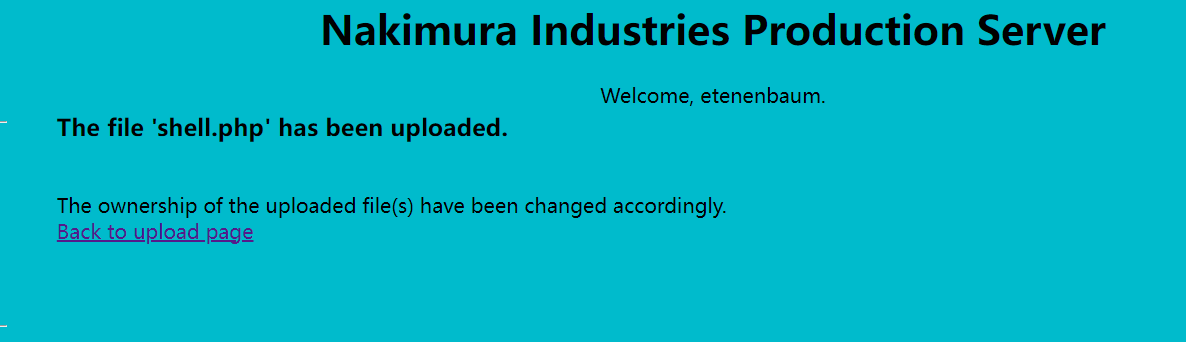 Nakimura Industries Production Server
Welcome, etenenbaum.
The file 'shell.php' has been uploaded.
The ownership of the uploaded file(s) have been changed accordingly.
Back to upload page